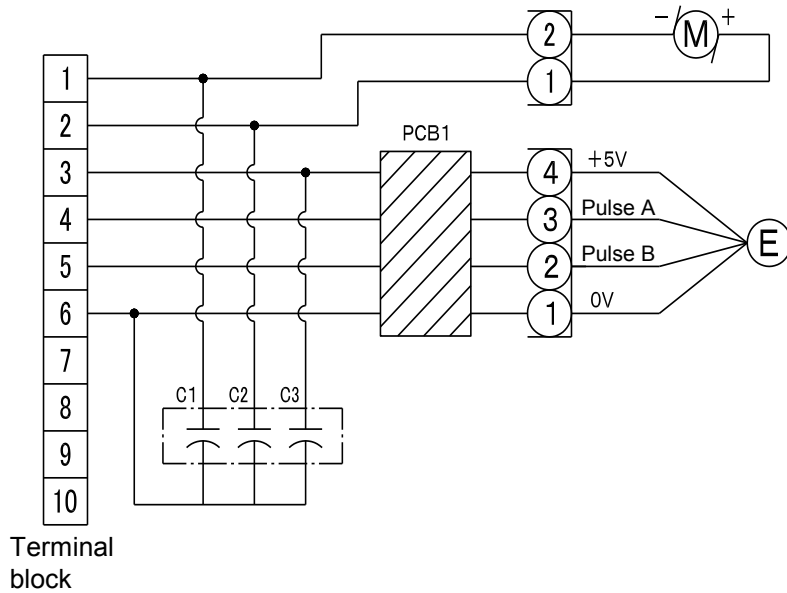 2
− M +
1
1
2
PCB1
3
4 +5V
4
3 Pulse A
E
5
2 Pulse B
6
1 0V
7
8
C1 C2 C3
9
10
Terminal
block